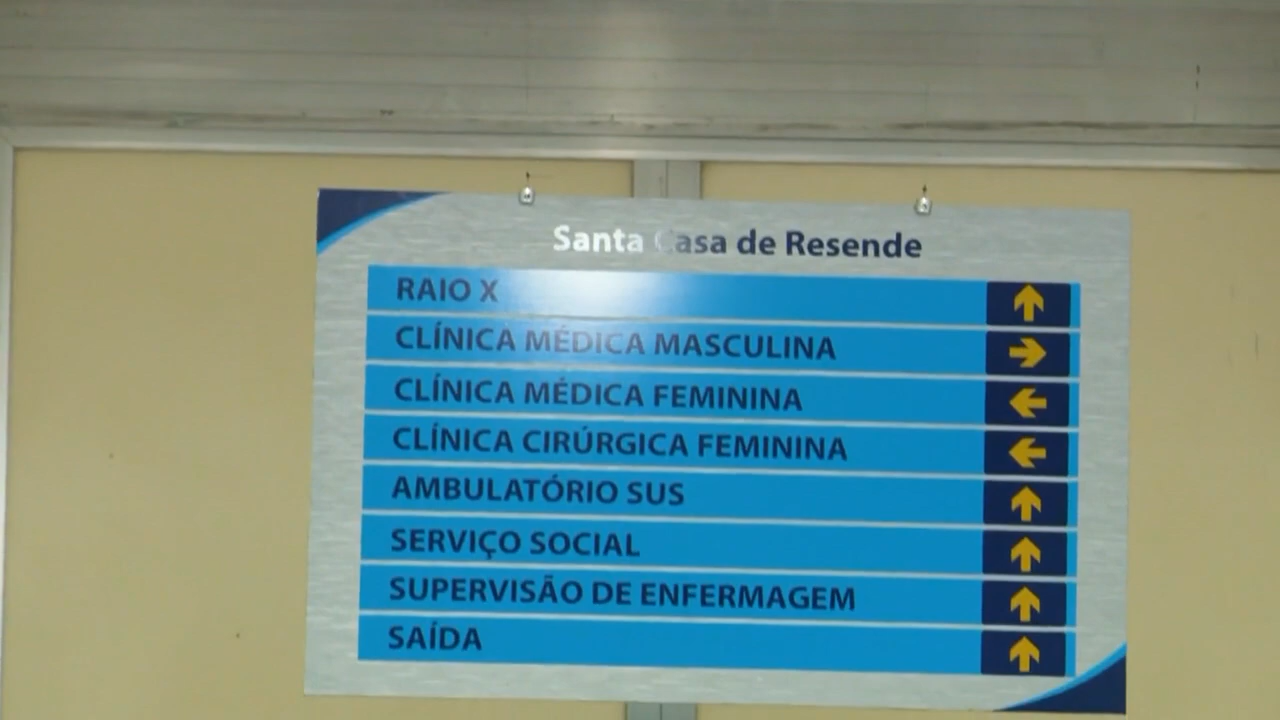 Santa Casa de Resende
RAIO X
CLÍNICA MÉDICA MASCULINA
CLÍNICA MÉDICA FEMININA
CLÍNICA CIRÚRGICA FEMININA
AMBULATÓRIO SUS
SERVIÇO SOCIAL
SUPERVISÃO DE ENFERMAGEM
SAÍDA